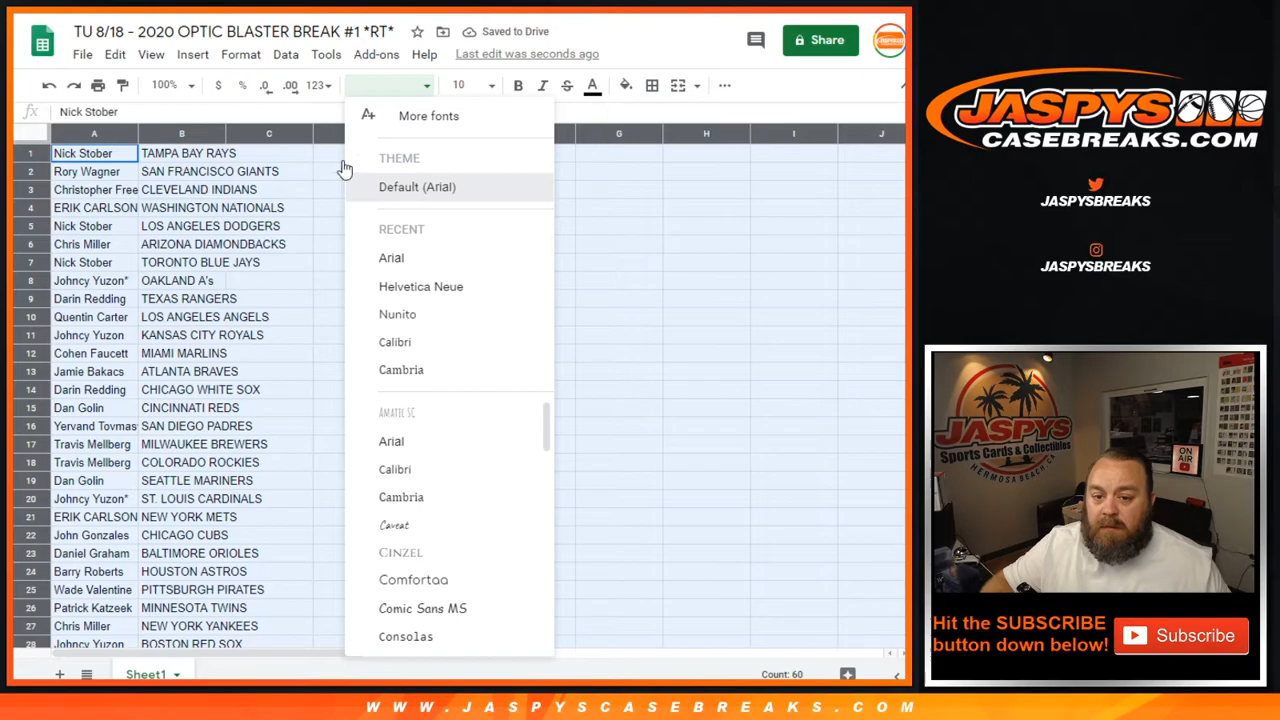 TU 8/18 - 2020 OPTIC BLASTER BREAK #1 *RT*
Saved to Drive
File Edit View Insert Format Data Tools Add-ons Help Last edit was seconds ago
Share
JASPYS
100% $ % .0 .00 123 10 B I S A
fx Nick Stober
A B C G H I J
1 Nick Stober TAMPA BAY RAYS
2 Rory Wagner SAN FRANCISCO GIANTS
3 Christopher Free CLEVELAND INDIANS
4 ERIK CARLSON WASHINGTON NATIONALS
5 Nick Stober LOS ANGELES DODGERS
6 Chris Miller ARIZONA DIAMONDBACKS
7 Nick Stober TORONTO BLUE JAYS
8 Johncy Yuzon* OAKLAND A's
9 Darin Redding TEXAS RANGERS
10 Quentin Carter LOS ANGELES ANGELS
11 Johncy Yuzon KANSAS CITY ROYALS
12 Cohen Faucett MIAMI MARLINS
13 Jamie Bakacs ATLANTA BRAVES
14 Darin Redding CHICAGO WHITE SOX
15 Dan Golin CINCINNATI REDS
16 Yervand Tovmas SAN DIEGO PADRES
17 Travis Mellberg MILWAUKEE BREWERS
18 Travis Mellberg COLORADO ROCKIES
19 Dan Golin SEATTLE MARINERS
20 Johncy Yuzon* ST. LOUIS CARDINALS
21 ERIK CARLSON NEW YORK METS
22 John Gonzales CHICAGO CUBS
23 Daniel Graham BALTIMORE ORIOLES
24 Barry Roberts HOUSTON ASTROS
25 Wade Valentine PITTSBURGH PIRATES
26 Patrick Katzeek MINNESOTA TWINS
27 Chris Miller NEW YORK YANKEES
28 Johncy Yuzon BOSTON RED SOX
More fonts
THEME
Default (Arial)
RECENT
Arial
Helvetica Neue
Nunito
Calibri
Cambria
AMATIC SC
Arial
Calibri
Cambria
Caveat
CINZEL
Comfortaa
Comic Sans MS
Consolas
Sheet1
Count: 60
JASPYS
CASEBREAKS.COM
JASPYSBREAKS
JASPYSBREAKS
JASPYS
Sports Cards & Collectibles
HERMOSA BEACH, CA
ON AIR
Hit the SUBSCRIBE
button down below!
Subscribe
WWW.JASPYSCASEBREAKS.COM